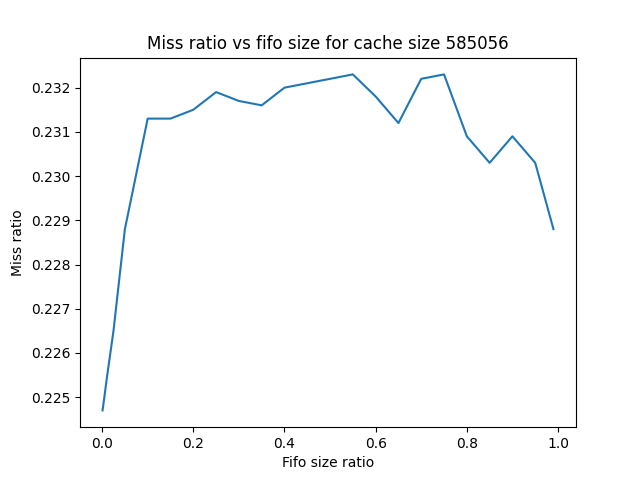 Miss ratio vs fifo size for cache size 585056
Miss ratio
0.232
0.231
0.230
0.229
0.228
0.227
0.226
0.225
0.0 0.2 0.4 0.6 0.8 1.0
Fifo size ratio